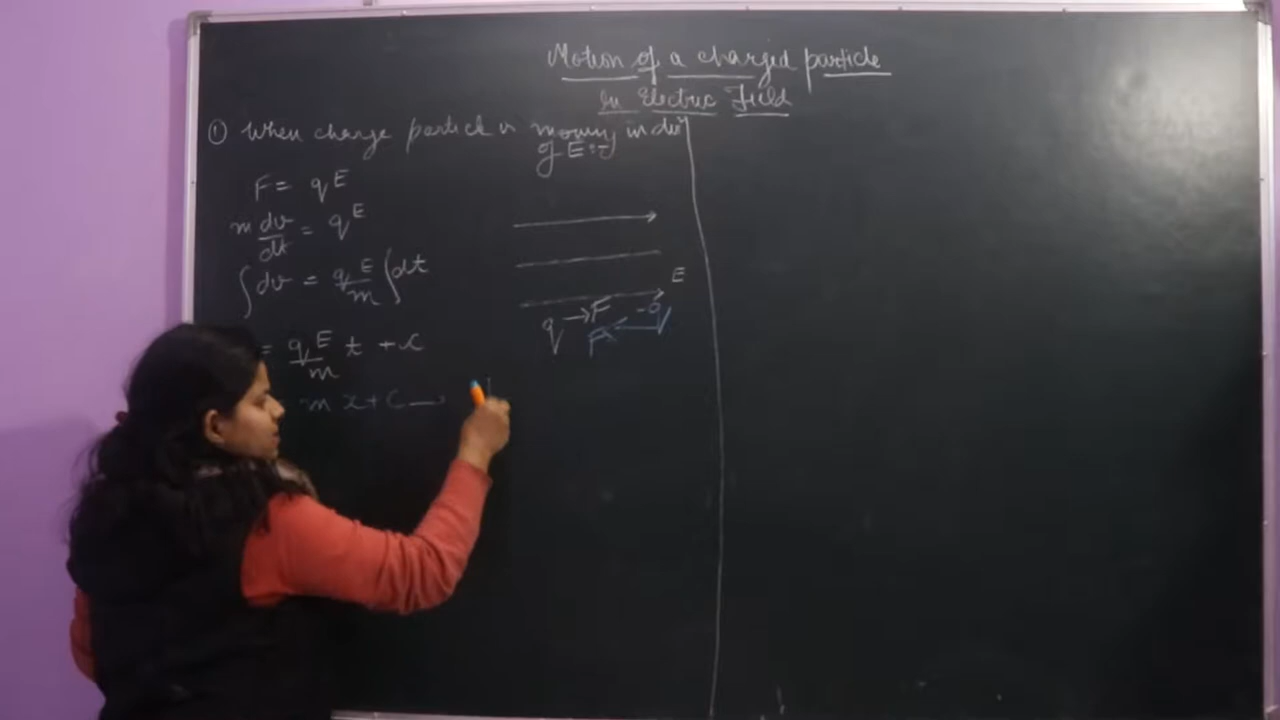 Motion of a charged particle
In Electric Field
① When charge particle is moving in dirⁿ
of E :-
F = qE
m dv/dt = qE
∫dv = qE/m ∫dt
= qE/m t + c
= m x + c →
E
q → F
-q
F